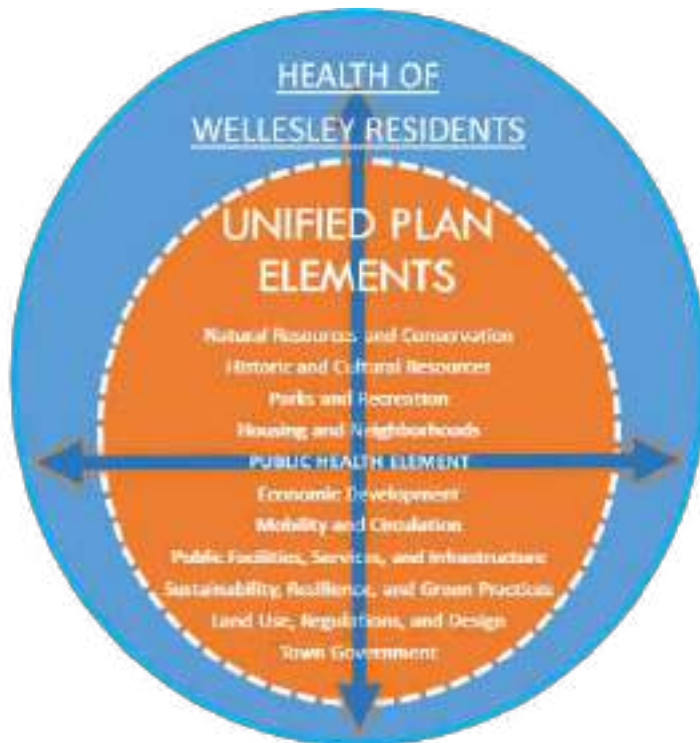 HEALTH OF
WELLESLEY RESIDENTS
UNIFIED PLAN
ELEMENTS
Natural Resources and Conservation
Historic and Cultural Resources
Parks and Recreation
Housing and Neighborhoods
PUBLIC HEALTH ELEMENT
Economic Development
Mobility and Circulation
Public Facilities, Services, and Infrastructure
Sustainability, Resilience, and Green Practices
Land Use, Regulations, and Design
Town Government